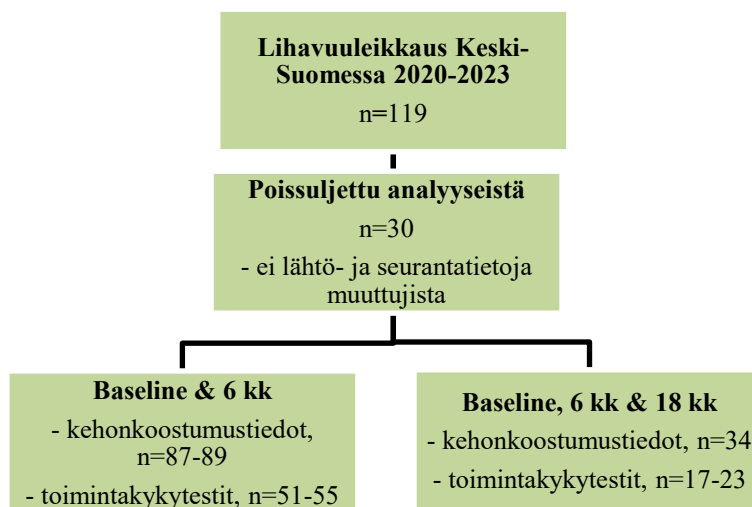 Lihavuuleikkaus Keski-
Suomessa 2020-2023
n=119
Poissuljettu analyyseistä
n=30
- ei lähtö- ja seurantatietoja
muuttujista
Baseline & 6 kk
- kehonkoostumustiedot,
n=87-89
- toimintakykytestit, n=51-55
Baseline, 6 kk & 18 kk
- kehonkoostumustiedot, n=34
- toimintakykytestit, n=17-23